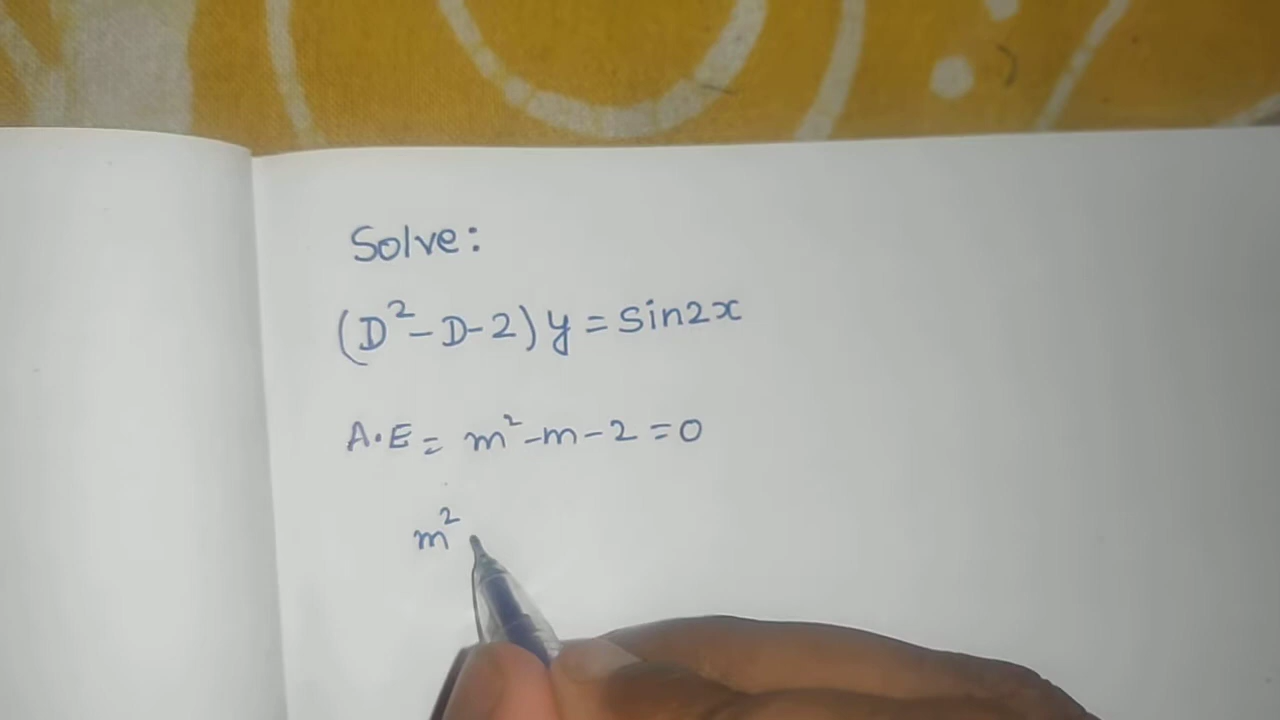 Solve:
(D²-D-2)y=Sin2x
A.E = m²-m-2=0
m²